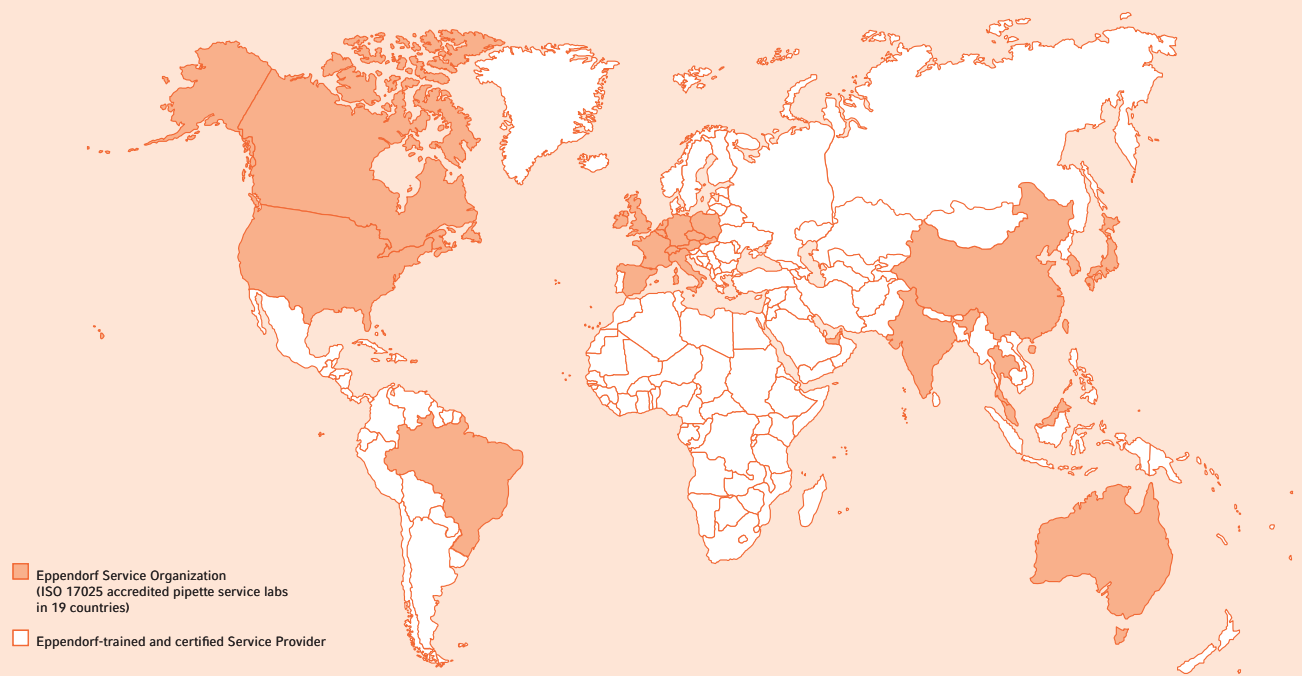 Eppendorf Service Organization
(ISO 17025 accredited pipette service labs
in 19 countries)
Eppendorf-trained and certified Service Provider